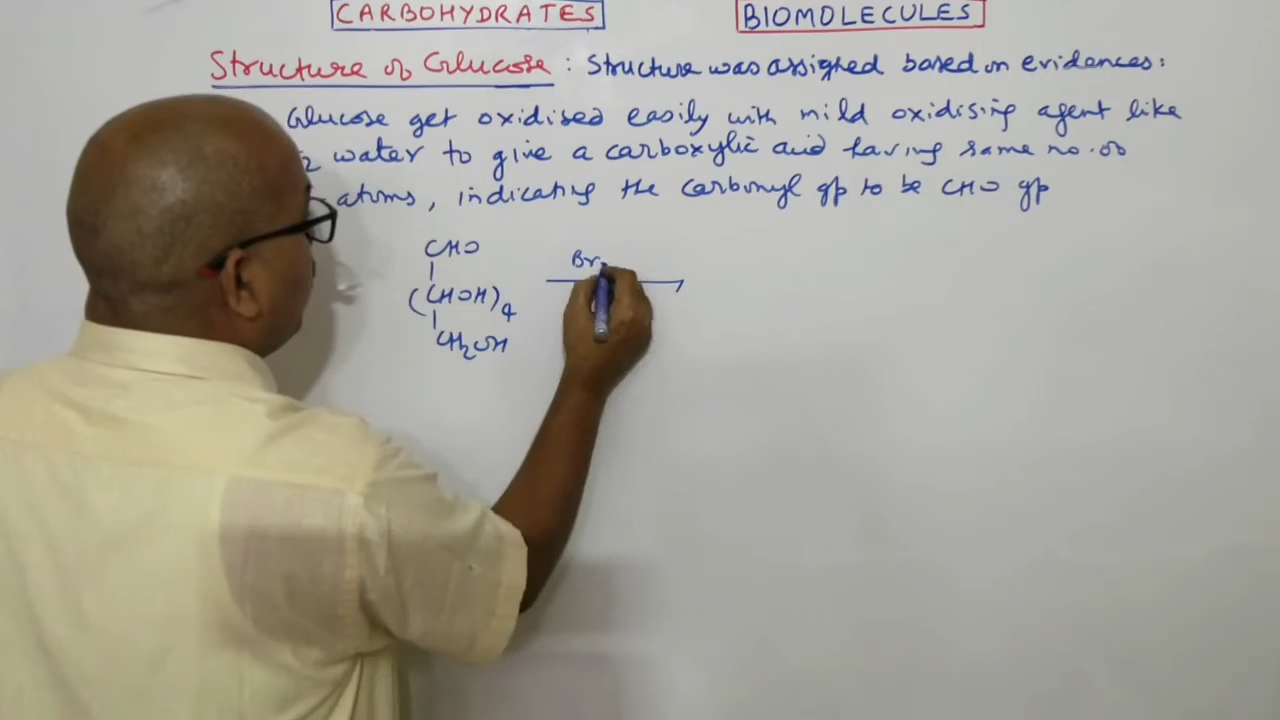 CARBOHYDRATES
BIOMOLECULES
Structure of Glucose : Structure was assigned based on evidences:
Glucose get oxidised easily with mild oxidising agent like
2 water to give a carboxylic acid having same no. of
atoms, indicating the carbonyl gp to be CHO gp
CHO
(CHOH)4
CH2OH
Br